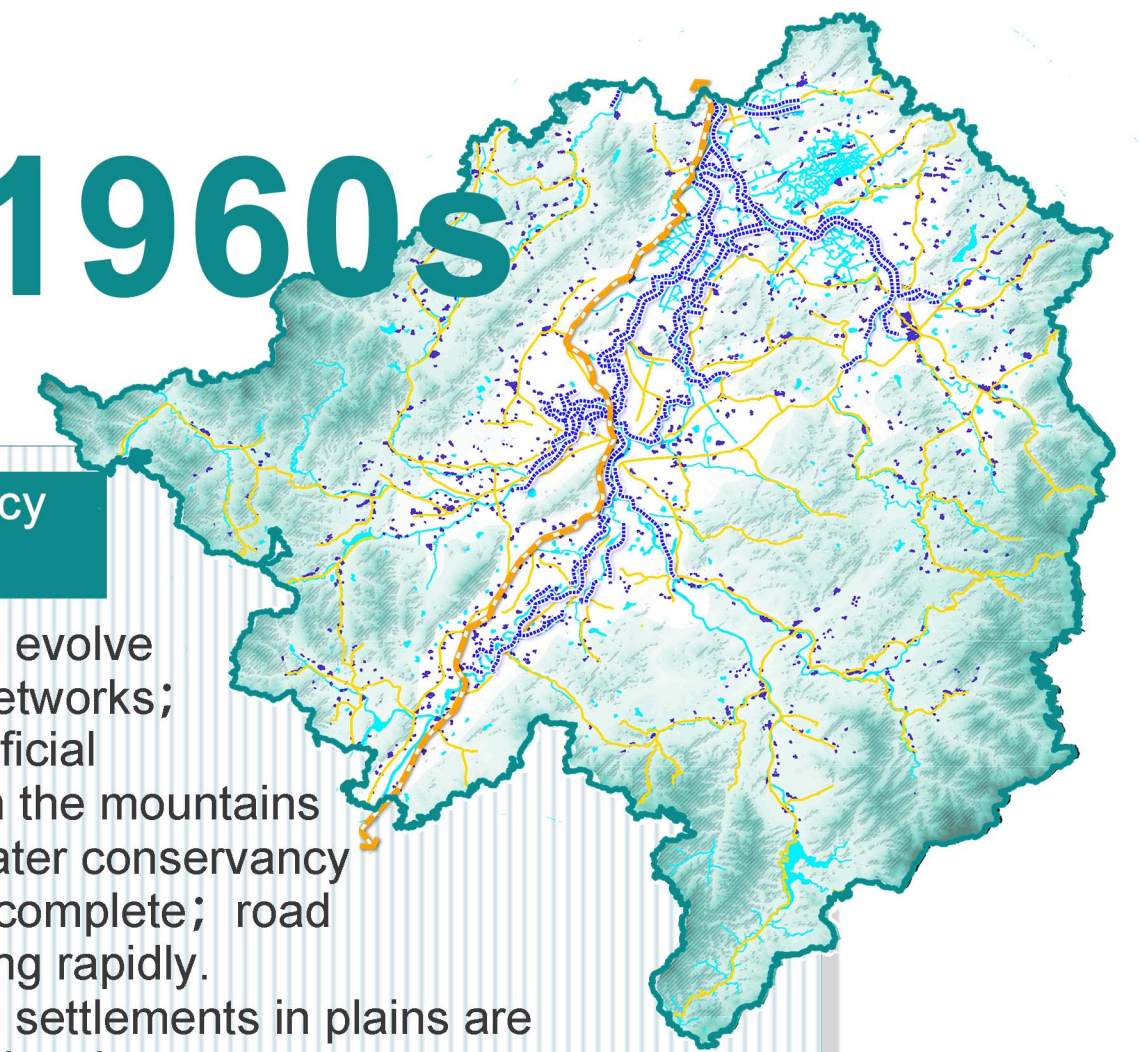 1960s
cy
evolve
etworks;
ficial
the mountains
ater conservancy
complete; road
ng rapidly.
settlements in plains are